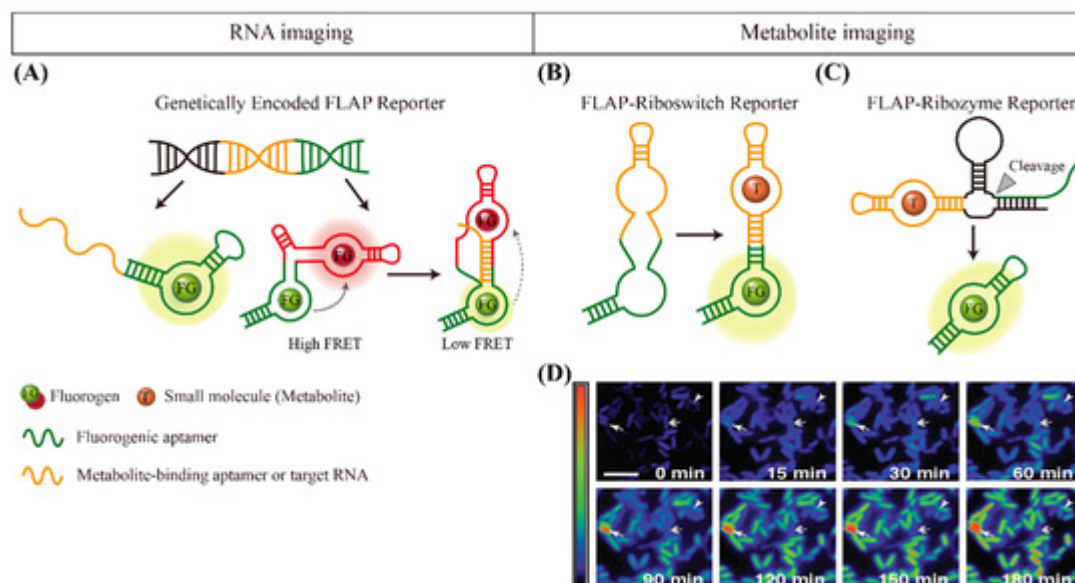 RNA imaging
Metabolite imaging
(A)
Genetically Encoded FLAP Reporter
FG
FG
FG
High FRET
FG
FG
Low FRET
(B)
FLAP-Riboswitch Reporter
T
FG
(C)
FLAP-Ribozyme Reporter
Cleavage
T
FG
Fluorogen
T
Small molecule (Metabolite)
Fluorogenic aptamer
Metabolite-binding aptamer or target RNA
(D)
0 min
15 min
30 min
60 min
90 min
120 min
150 min
180 min